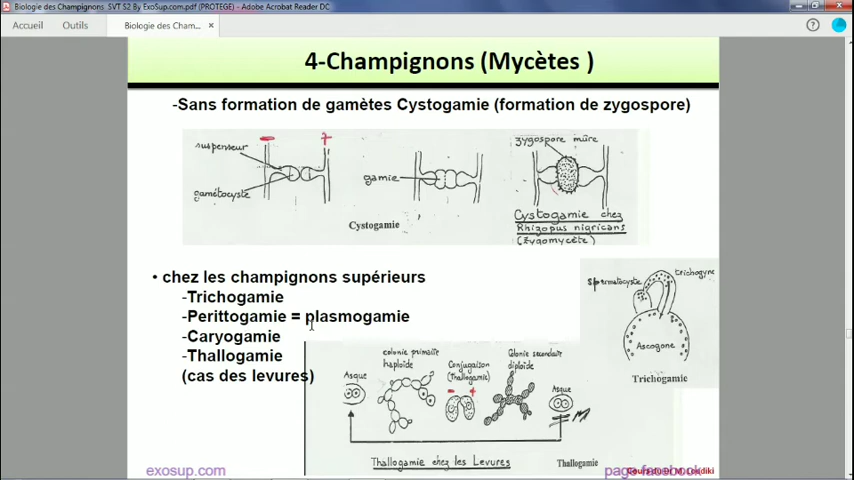 Biologie des Champignons SVT S2 By ExoSup.com.pdf (PROTEGE) - Adobe Acrobat Reader DC
Accueil
Outils
Biologie des Cham...
4-Champignons (Mycètes )
-Sans formation de gamètes Cystogamie (formation de zygospore)
- +
suspenseur
gamétocyste
gamie
Cystogamie
zygospore mûre
Cystogamie chez
Rhizopus nigricans
(zygomycète)
• chez les champignons supérieurs
-Trichogamie
-Perittogamie = plasmogamie
-Caryogamie
-Thallogamie
(cas des levures)
spermatocyste
trichogyne
Ascogone
Trichogamie
Asque
colonie primaire
haploïde
Conjugaison
(Thallogamie)
- +
Colonie secondaire
diploïde
Asque
Thallogamie chez les Levures
Thallogamie
exosup.com